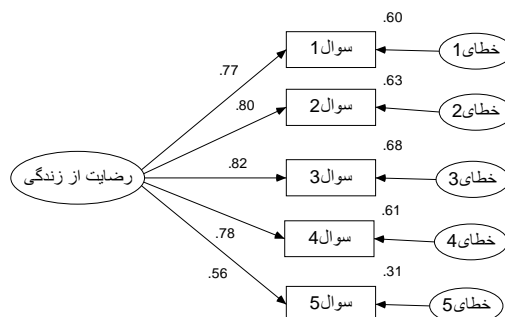 .60
.77
سوال1
خطای1
.63
.80
سوال2
خطای2
.68
.82
سوال3
خطای3
رضایت از زندگی
.61
.78
سوال4
خطای4
.31
.56
سوال5
خطای5